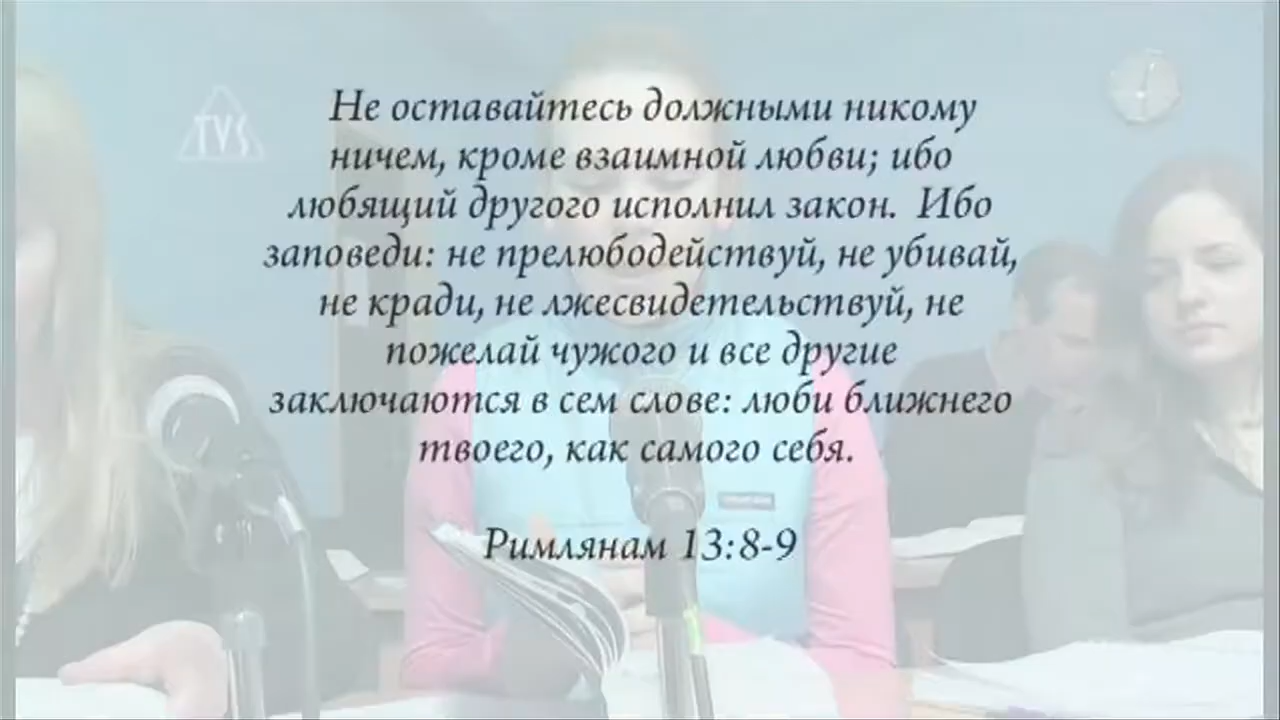 TVS
Не оставайтесь должными никому
ничем, кроме взаимной любви; ибо
любящий другого исполнил закон.  Ибо
заповеди: не прелюбодействуй, не убивай,
не кради, не лжесвидетельствуй, не
пожелай чужого и все другие
заключаются в сем слове: люби ближнего
твоего, как самого себя.
Римлянам 13:8-9